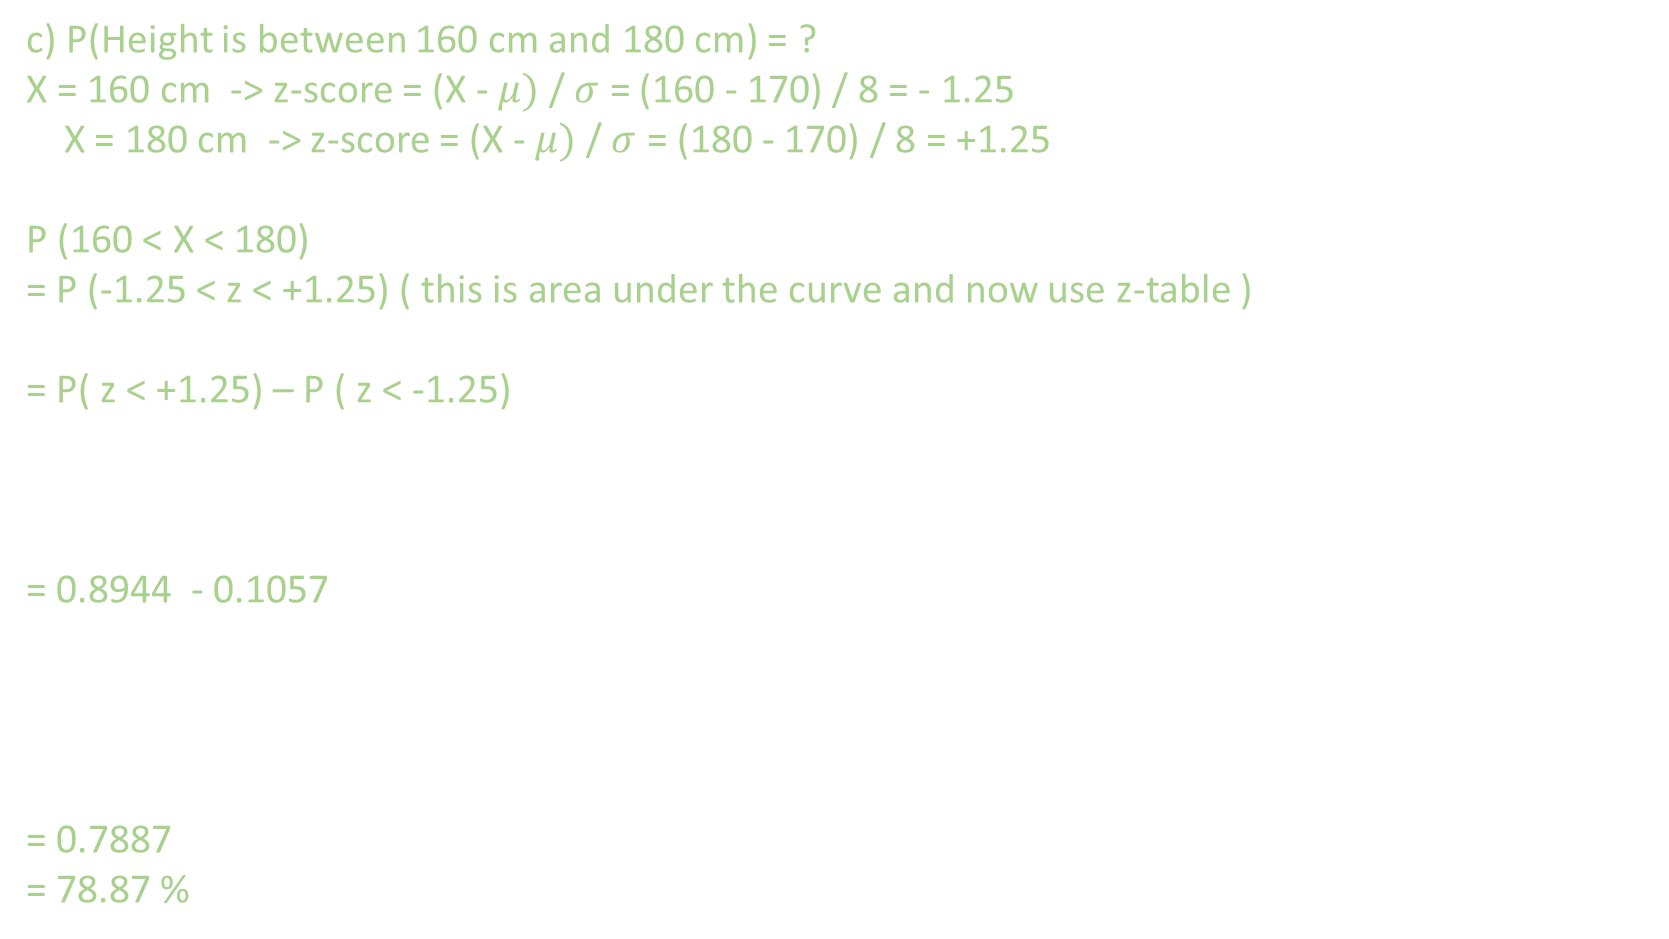 c) P(Height is between 160 cm and 180 cm) = ?
X = 160 cm -> z-score = (X - 𝜇) / 𝜎 = (160 - 170) / 8 = - 1.25
X = 180 cm -> z-score = (X - 𝜇) / 𝜎 = (180 - 170) / 8 = +1.25
P (160 < X < 180)
= P (-1.25 < z < +1.25) ( this is area under the curve and now use z-table )
= P( z < +1.25) – P ( z < -1.25)
= 0.8944 - 0.1057
= 0.7887
= 78.87 %